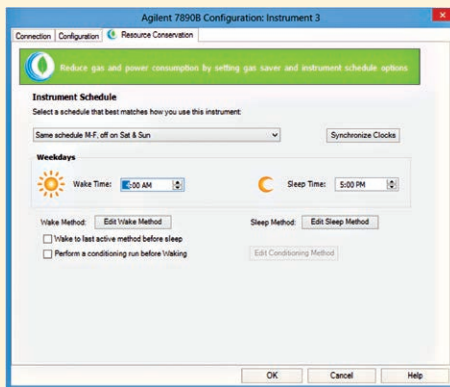 Agilent 7890B Configuration: Instrument 3
Connection Configuration Resource Conservation
Reduce gas and power consumption by setting gas saver and instrument schedule options
Instrument Schedule
Select a schedule that best matches how you use this instrument:
Same schedule M-F, off on Sat & Sun
Synchronize Clocks
Weekdays
Wake Time: :00 AM
Sleep Time: 5:00 PM
Wake Method: Edit Wake Method
Sleep Method: Edit Sleep Method
Wake to last active method before sleep
Perform a conditioning run before Waking
Edit Conditioning Method
OK Cancel Help